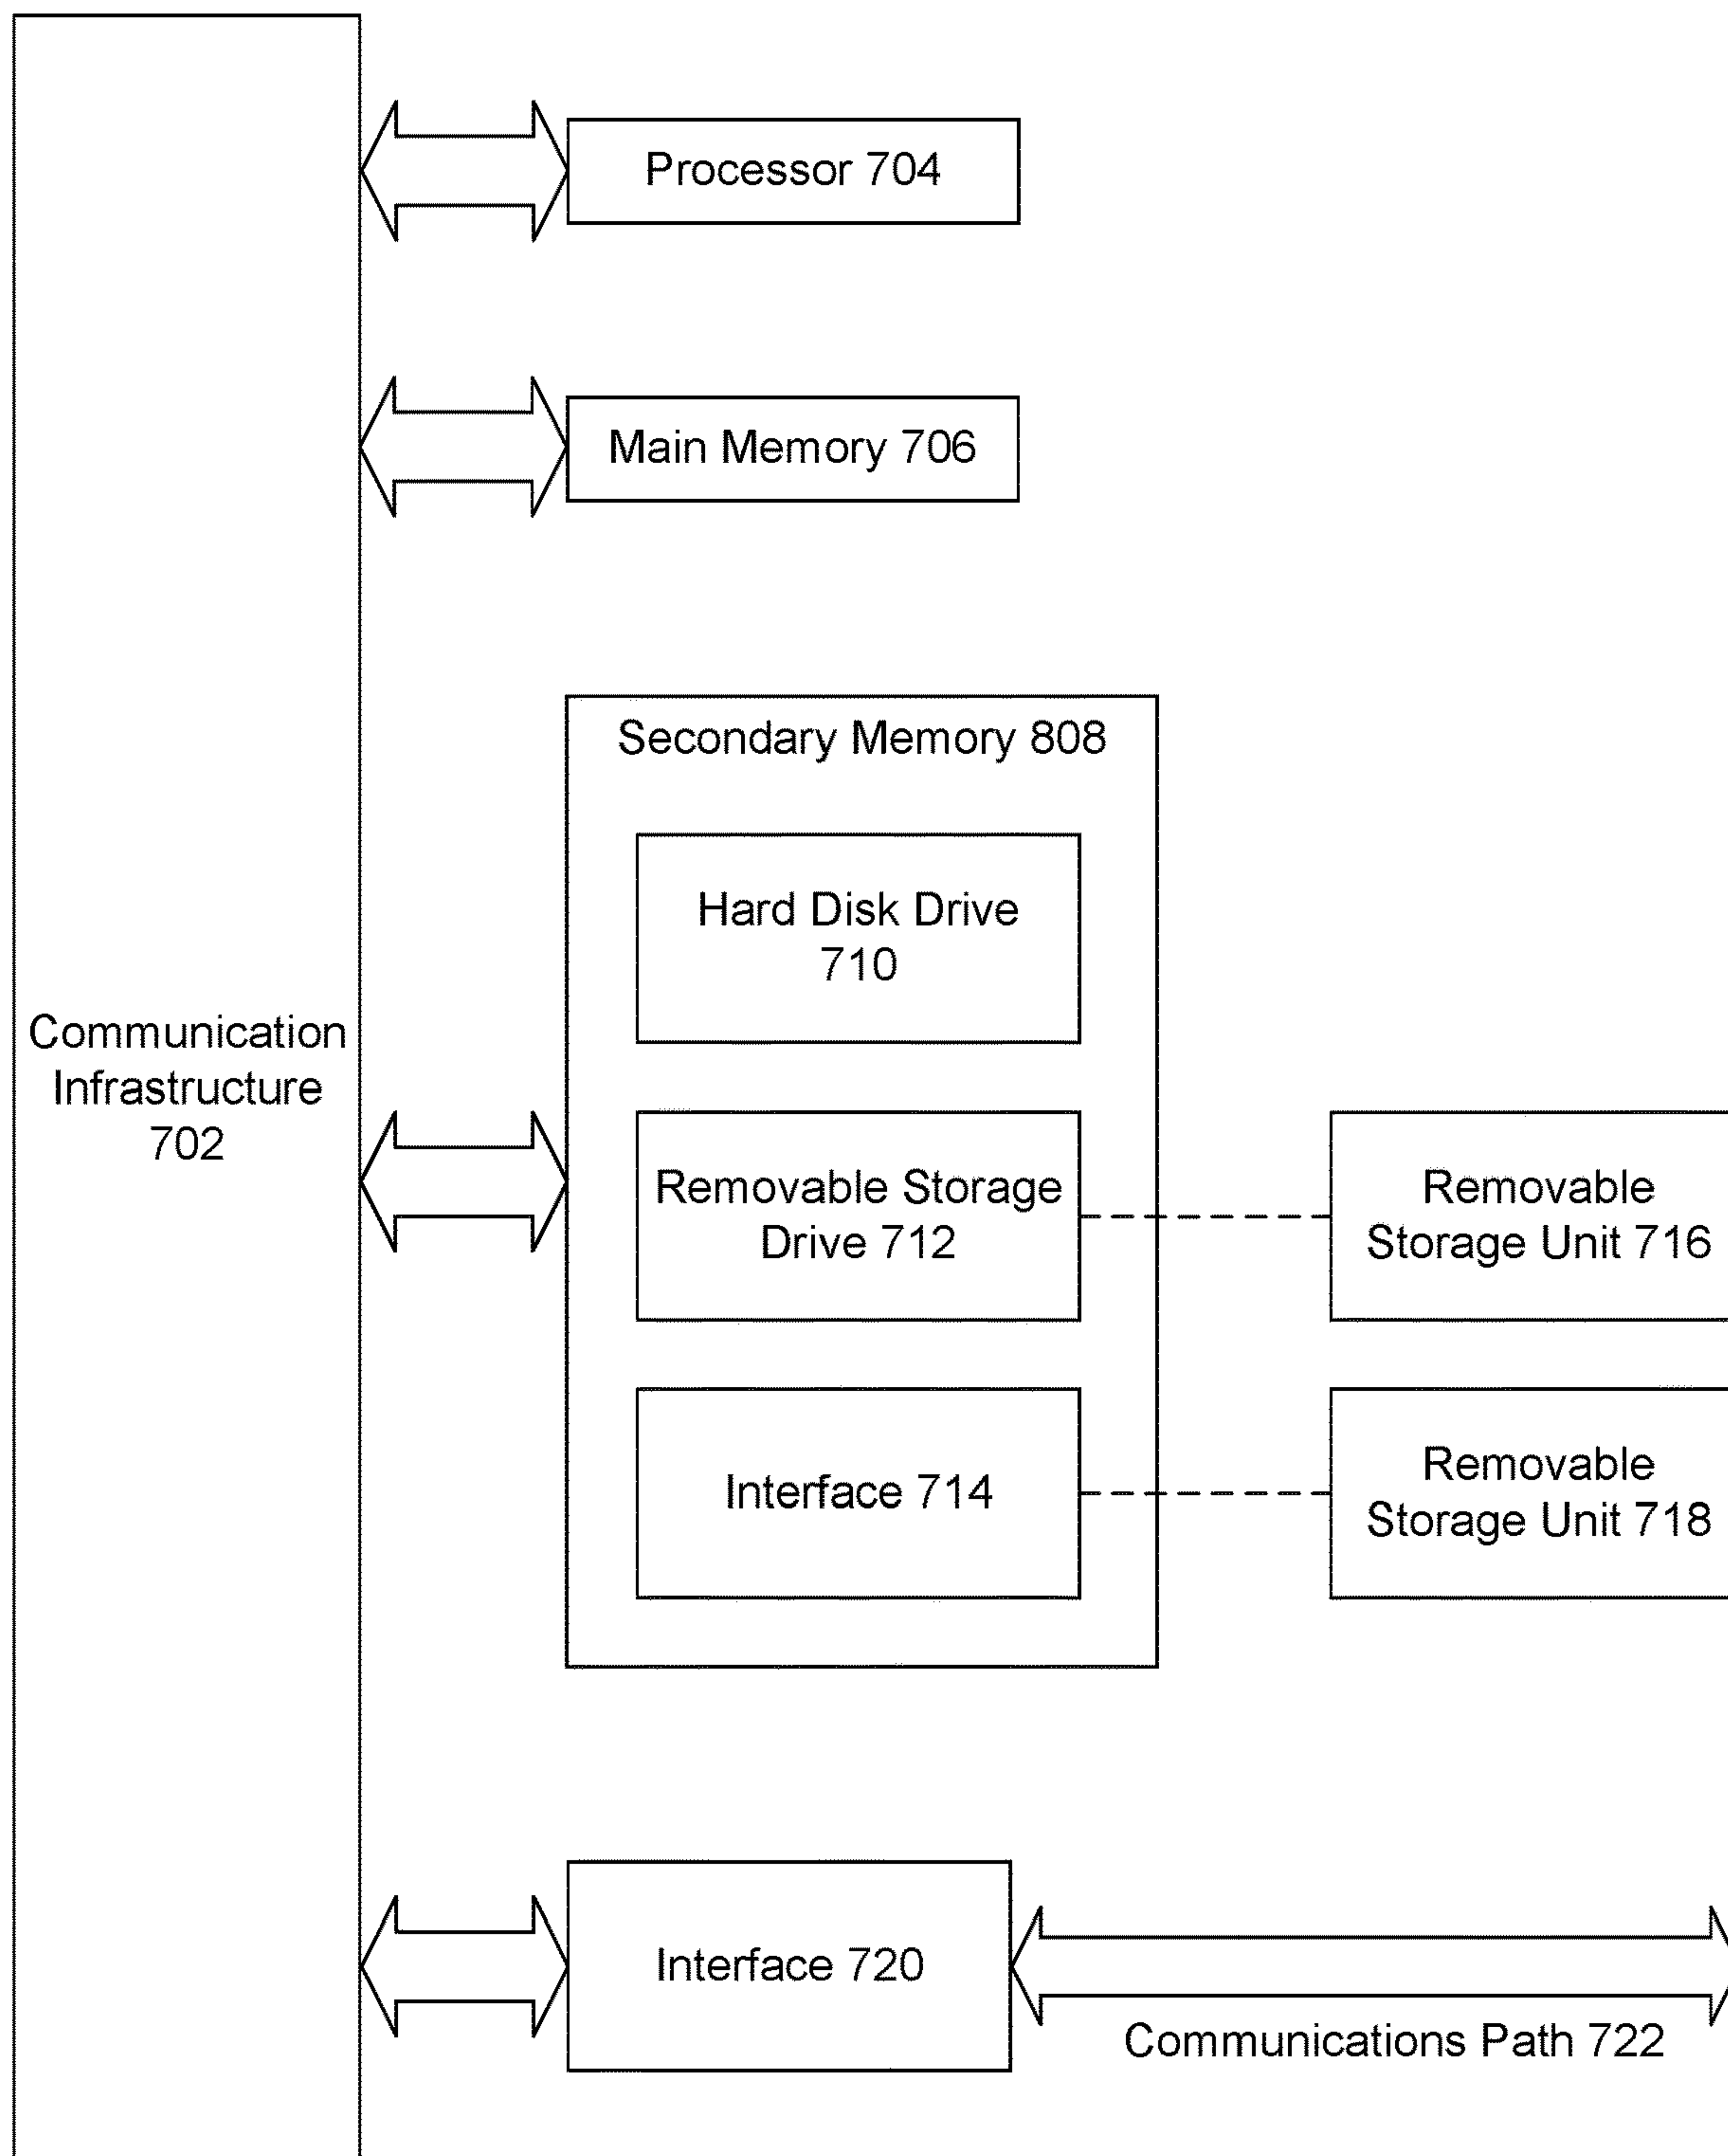 Processor 704
Main Memory 706
Secondary Memory 808
Hard Disk Drive
710
Communication
Infrastructure
702
Removable Storage
Drive 712
Removable
Storage Unit 716
Interface 714
Removable
Storage Unit 718
Interface 720
Communications Path 722